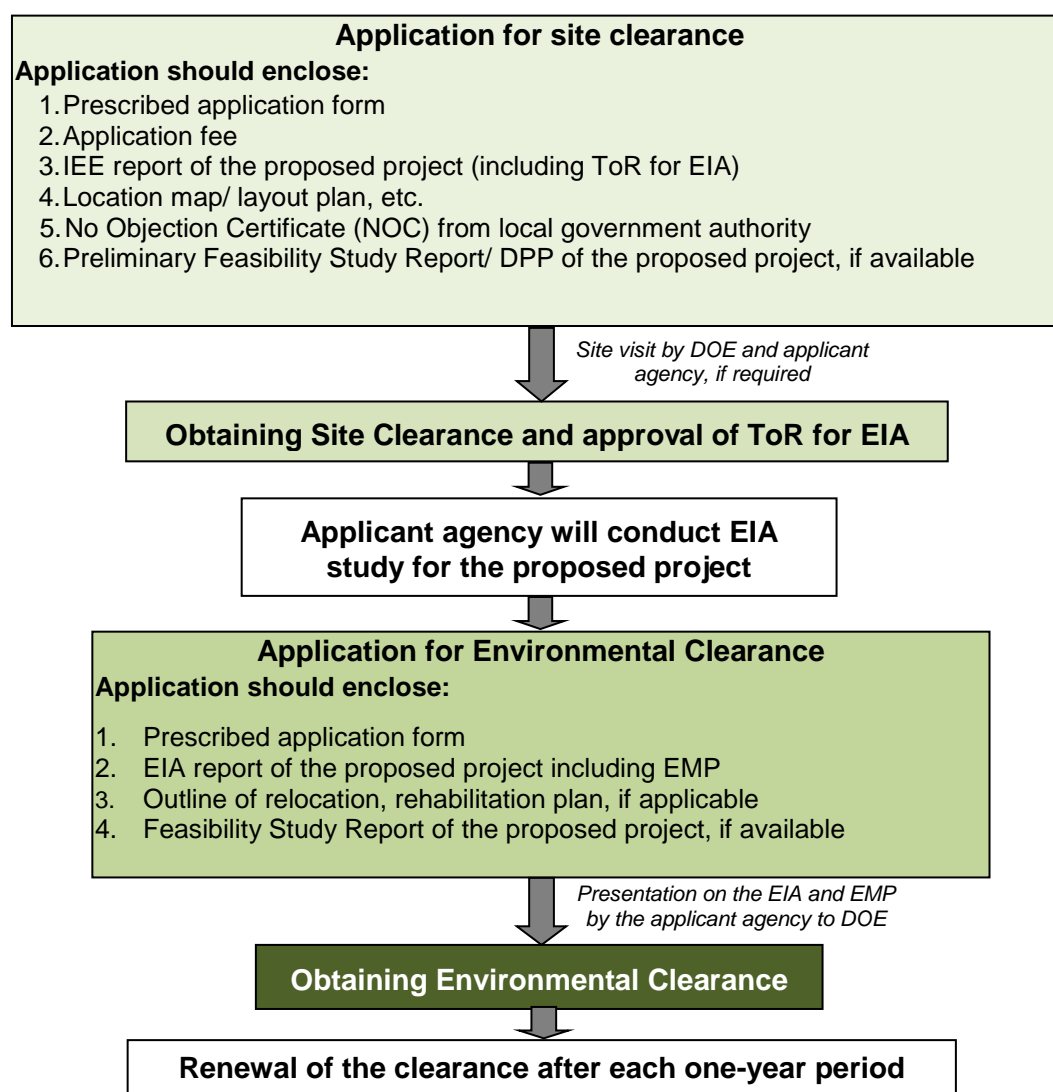 Application for site clearance
Application should enclose:
1. Prescribed application form
2. Application fee
3. IEE report of the proposed project (including ToR for EIA)
4. Location map/ layout plan, etc.
5. No Objection Certificate (NOC) from local government authority
6. Preliminary Feasibility Study Report/ DPP of the proposed project, if available
Site visit by DOE and applicant
agency, if required
Obtaining Site Clearance and approval of ToR for EIA
Applicant agency will conduct EIA
study for the proposed project
Application for Environmental Clearance
Application should enclose:
1. Prescribed application form
2. EIA report of the proposed project including EMP
3. Outline of relocation, rehabilitation plan, if applicable
4. Feasibility Study Report of the proposed project, if available
Presentation on the EIA and EMP
by the applicant agency to DOE
Obtaining Environmental Clearance
Renewal of the clearance after each one-year period